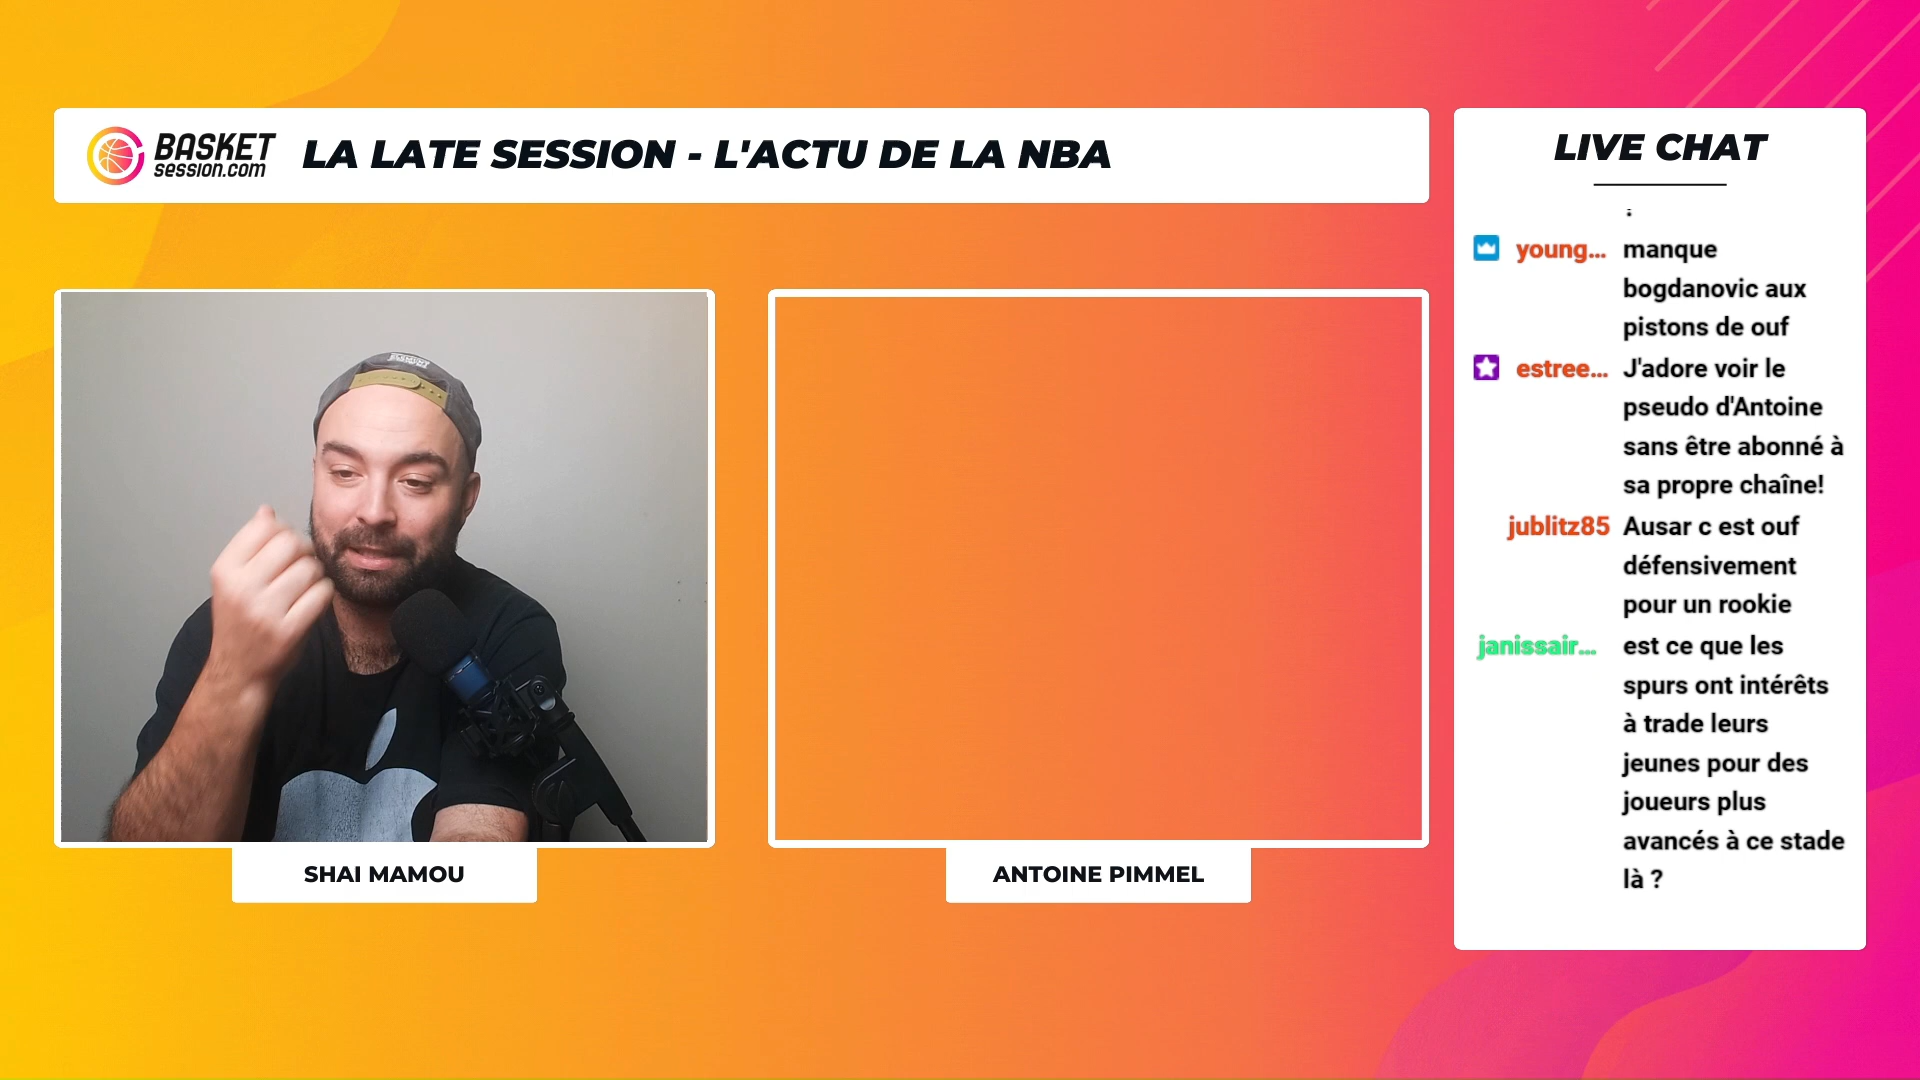 BASKET
SESSION.COM
LA LATE SESSION - L'ACTU DE LA NBA
LIVE CHAT
young... manque
bogdanovic aux
pistons de ouf
estree... J'adore voir le
pseudo d'Antoine
sans être abonné à
sa propre chaîne!
jublitz85 Ausar c est ouf
défensivement
pour un rookie
janissair... est ce que les
spurs ont intérêts
à trade leurs
jeunes pour des
joueurs plus
avancés à ce stade
là ?
SHAI MAMOU
ANTOINE PIMMEL